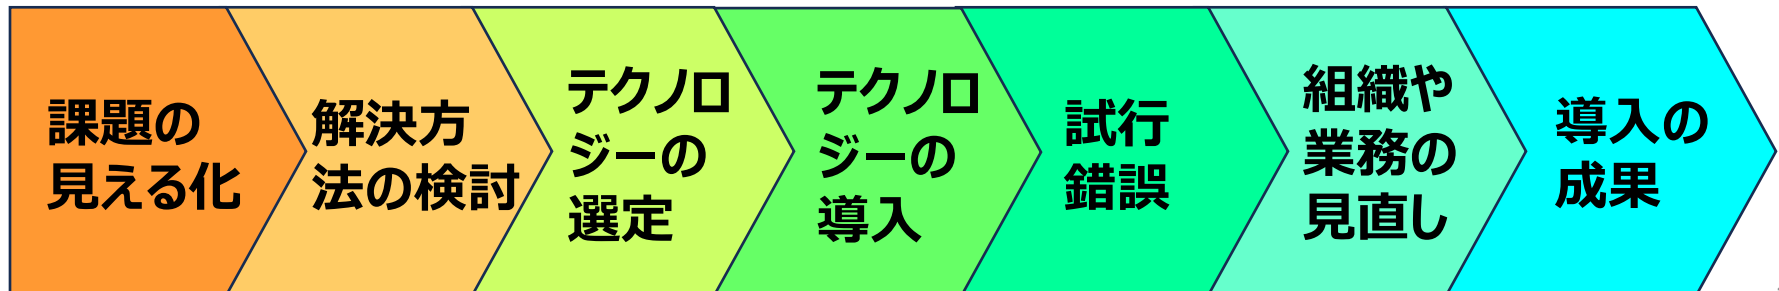 課題の
見える化
解決方
法の検討
テクノロ
ジーの
選定
テクノロ
ジーの
導入
試行
錯誤
組織や
業務の
見直し
導入の
成果